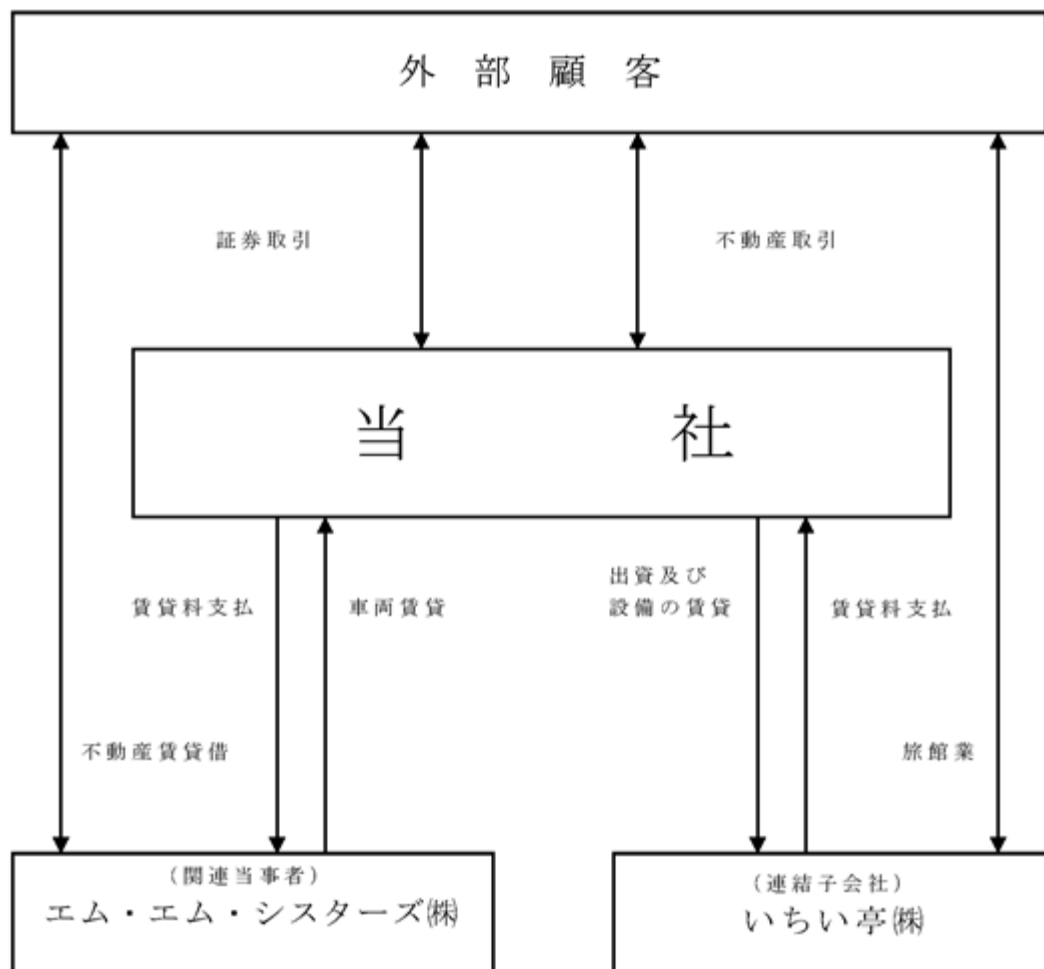 外部顧客
証券取引
不動産取引
当社
出資及び
設備の賃貸
賃貸料支払
車両賃貸
賃貸料支払
不動産賃貸借
旅館業
（関連当事者）
エム・エム・シスターズ㈱
（連結子会社）
いちい亭㈱